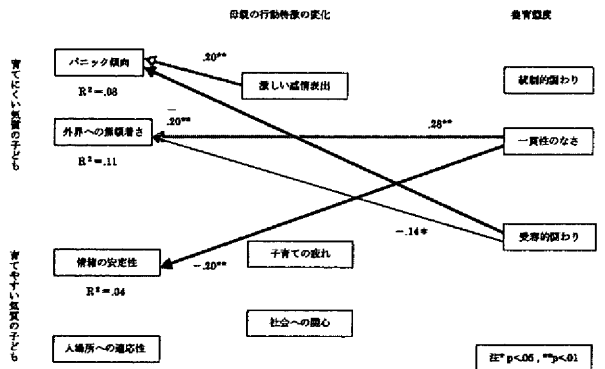 母親の行動特徴の変化
養育態度
育てにくい気質の子ども
パニック傾向
.20**
激しい感情表出
統制的関わり
R²=.08
−
.20**
外界への無頓着さ
.28**
一貫性のなさ
R²=.11
−.14*
受容的関わり
育てやすい気質の子ども
情緒の安定性
−.20**
子育ての疲れ
R²=.04
社会への関心
人場所への適応性
注* p<.05 , **p<.01